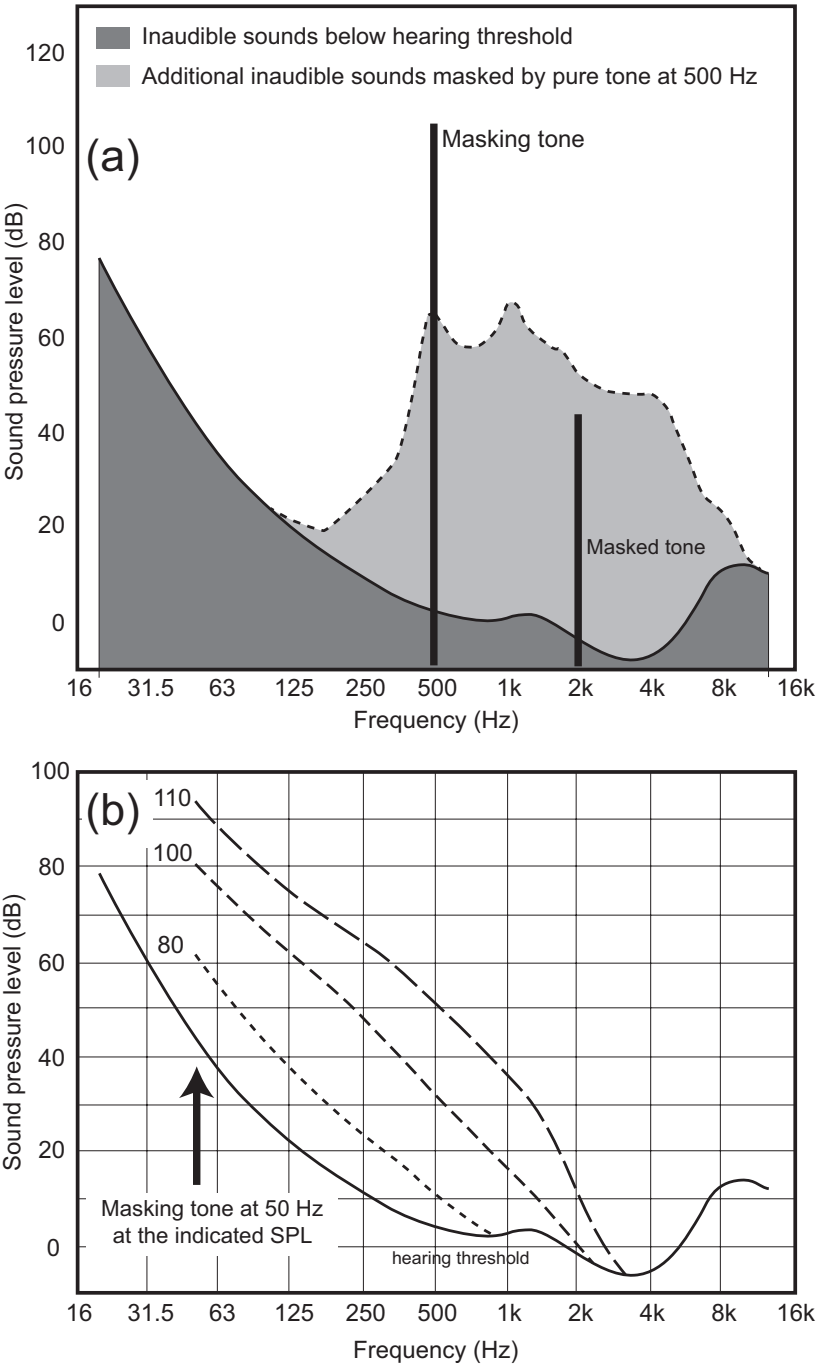 Inaudible sounds below hearing threshold
Additional inaudible sounds masked by pure tone at 500 Hz
(a)
Masking tone
Masked tone
Sound pressure level (dB)
120
100
80
60
40
20
0
16 31.5 63 125 250 500 1k 2k 4k 8k 16k
Frequency (Hz)
(b)
110
100
80
Sound pressure level (dB)
100
80
60
40
20
0
Masking tone at 50 Hz
at the indicated SPL
hearing threshold
16 31.5 63 125 250 500 1k 2k 4k 8k 16k
Frequency (Hz)